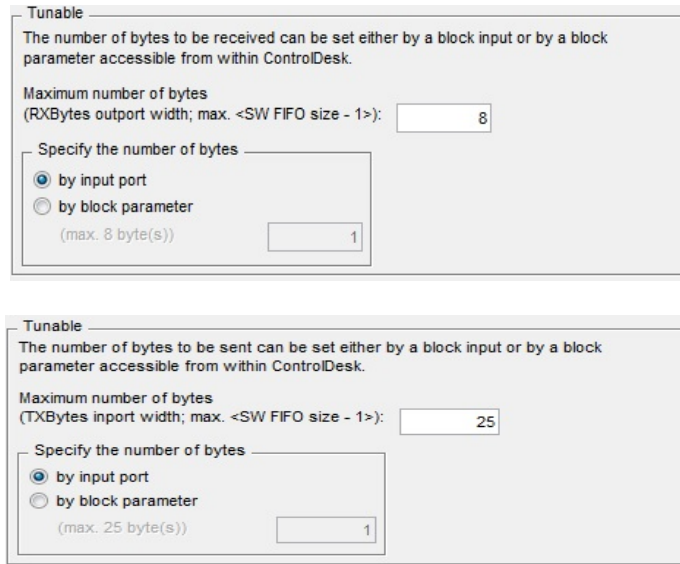 Tunable
The number of bytes to be received can be set either by a block input or by a block
parameter accessible from within ControlDesk.
Maximum number of bytes
(RXBytes outport width; max. <SW FIFO size - 1>): 8
Specify the number of bytes
by input port
by block parameter
(max. 8 byte(s)) 1
Tunable
The number of bytes to be sent can be set either by a block input or by a block
parameter accessible from within ControlDesk.
Maximum number of bytes
(TXBytes inport width; max. <SW FIFO size - 1>): 25
Specify the number of bytes
by input port
by block parameter
(max. 25 byte(s)) 1